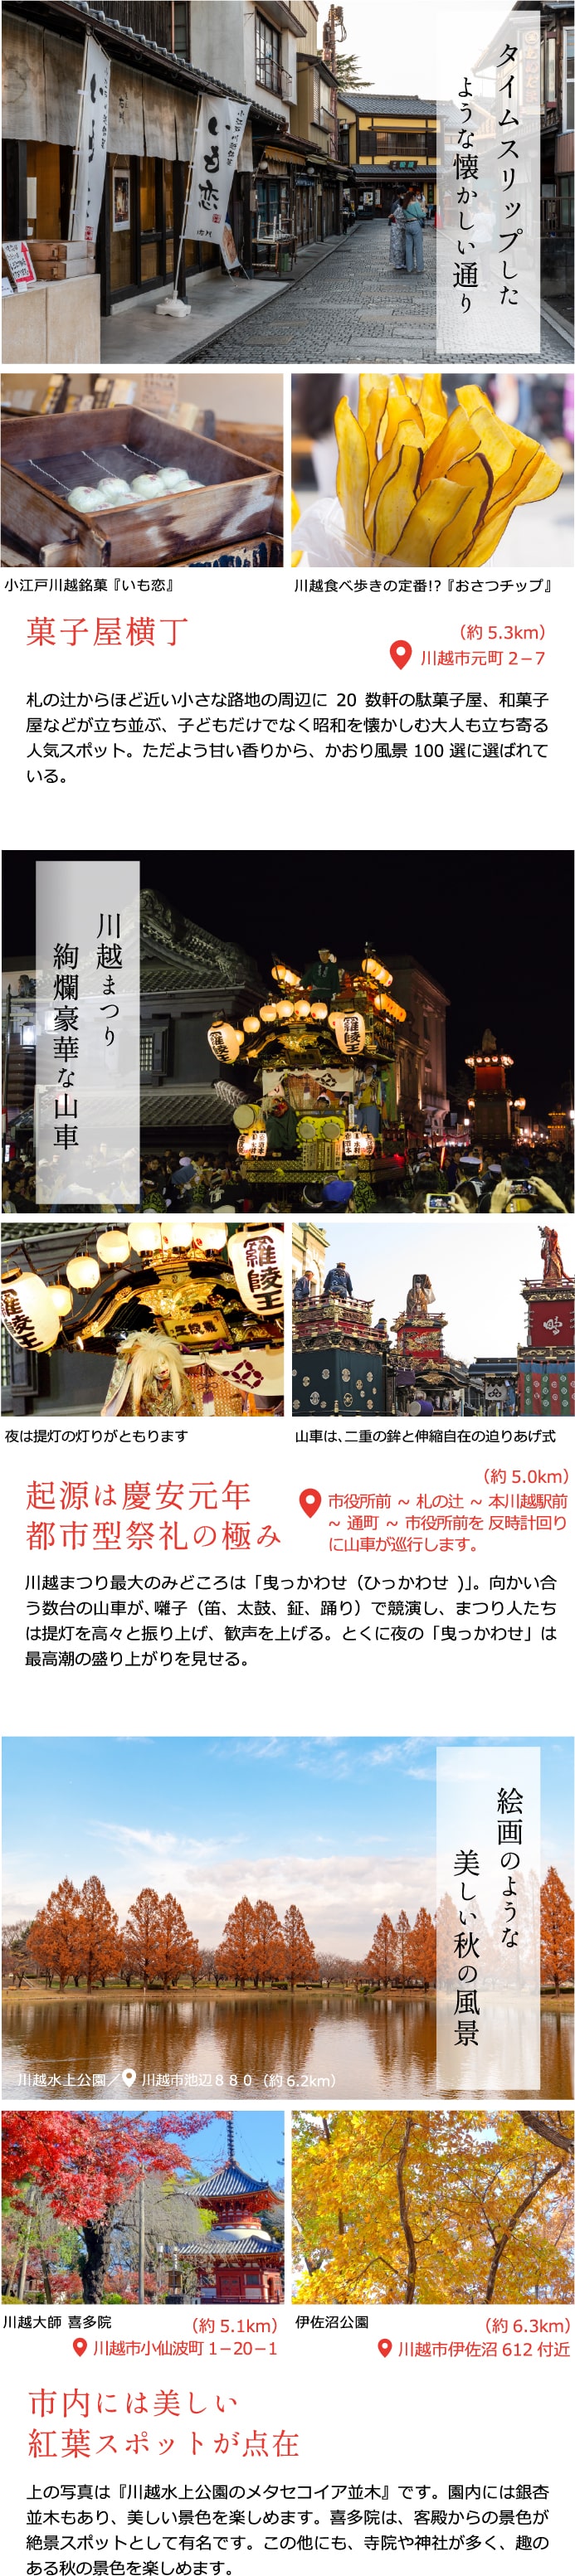 タイムスリップした
ような懐かしい通り
いも恋
いも恋
小江戸川越銘菓『いも恋』
川越食べ歩きの定番!?『おさつチップ』
菓子屋横丁
（約 5.3km）
川越市元町 2−7
札の辻からほど近い小さな路地の周辺に 20 数軒の駄菓子屋、和菓子
屋などが立ち並ぶ、子どもだけでなく昭和を懐かしむ大人も立ち寄る
人気スポット。ただよう甘い香りから、かおり風景 100 選に選ばれて
いる。
川越まつり
絢爛豪華な山車
羅陵王
羅陵王
羅陵王
羅陵王
夜は提灯の灯りがともります
山車は、二重の鉾と伸縮自在の迫りあげ式
起源は慶安元年
都市型祭礼の極み
（約 5.0km）
市役所前 ~ 札の辻 ~ 本川越駅前
~ 通町 ~ 市役所前を 反時計回り
に山車が巡行します。
川越まつり最大のみどころは「曳っかわせ（ひっかわせ )」。向かい合
う数台の山車が、囃子（笛、太鼓、鉦、踊り）で競演し、まつり人たち
は提灯を高々と振り上げ、歓声を上げる。とくに夜の「曳っかわせ」は
最高潮の盛り上がりを見せる。
絵画のような
美しい秋の風景
川越水上公園／川越市池辺８８０（約 6.2km）
川越大師 喜多院
（約 5.1km）
川越市小仙波町 1−20−1
伊佐沼公園
（約 6.3km）
川越市伊佐沼 612 付近
市内には美しい
紅葉スポットが点在
上の写真は『川越水上公園のメタセコイア並木』です。園内には銀杏
並木もあり、美しい景色を楽しめます。喜多院は、客殿からの景色が
絶景スポットとして有名です。この他にも、寺院や神社が多く、趣の
ある秋の景色を楽しめます。